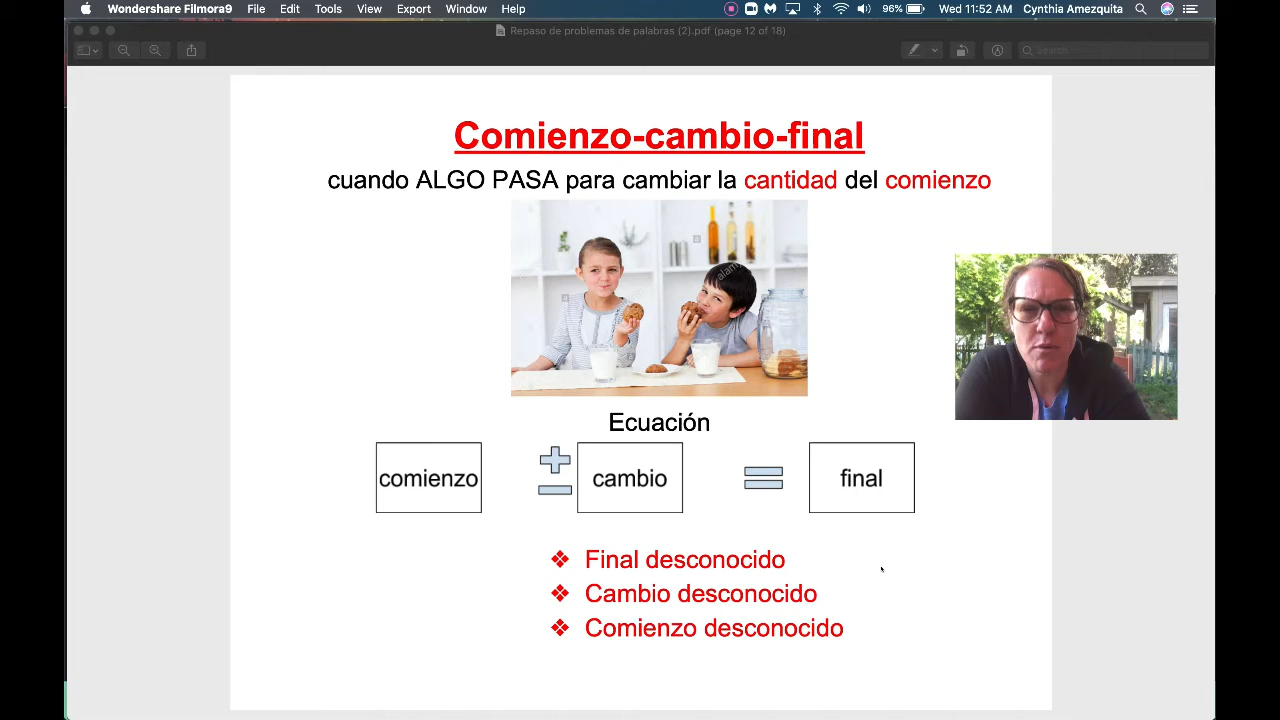 Wondershare Filmora9 File Edit Tools View Export Window Help 96% Wed 11:52 AM Cynthia Amezquita
Repaso de problemas de palabras (2).pdf (page 12 of 18)
Search
Comienzo-cambio-final
cuando ALGO PASA para cambiar la cantidad del comienzo
alamy
Ecuación
comienzo + − cambio = final
❖ Final desconocido
❖ Cambio desconocido
❖ Comienzo desconocido